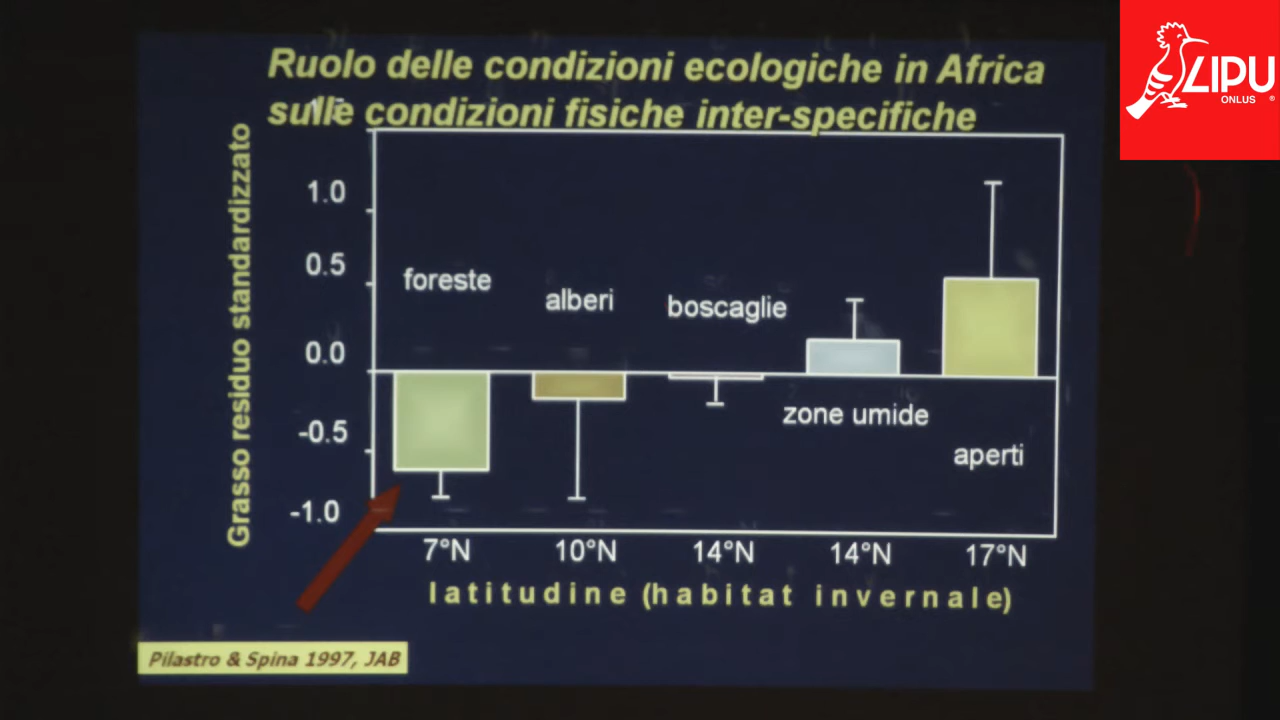 Ruolo delle condizioni ecologiche in Africa
sulle condizioni fisiche inter-specifiche
LIPU
ONLUS ®
Grasso residuo standardizzato
1.0
0.5
0.0
-0.5
-1.0
foreste
alberi
boscaglie
zone umide
aperti
7°N 10°N 14°N 14°N 17°N
latitudine (habitat invernale)
Pilastro & Spina 1997, JAB